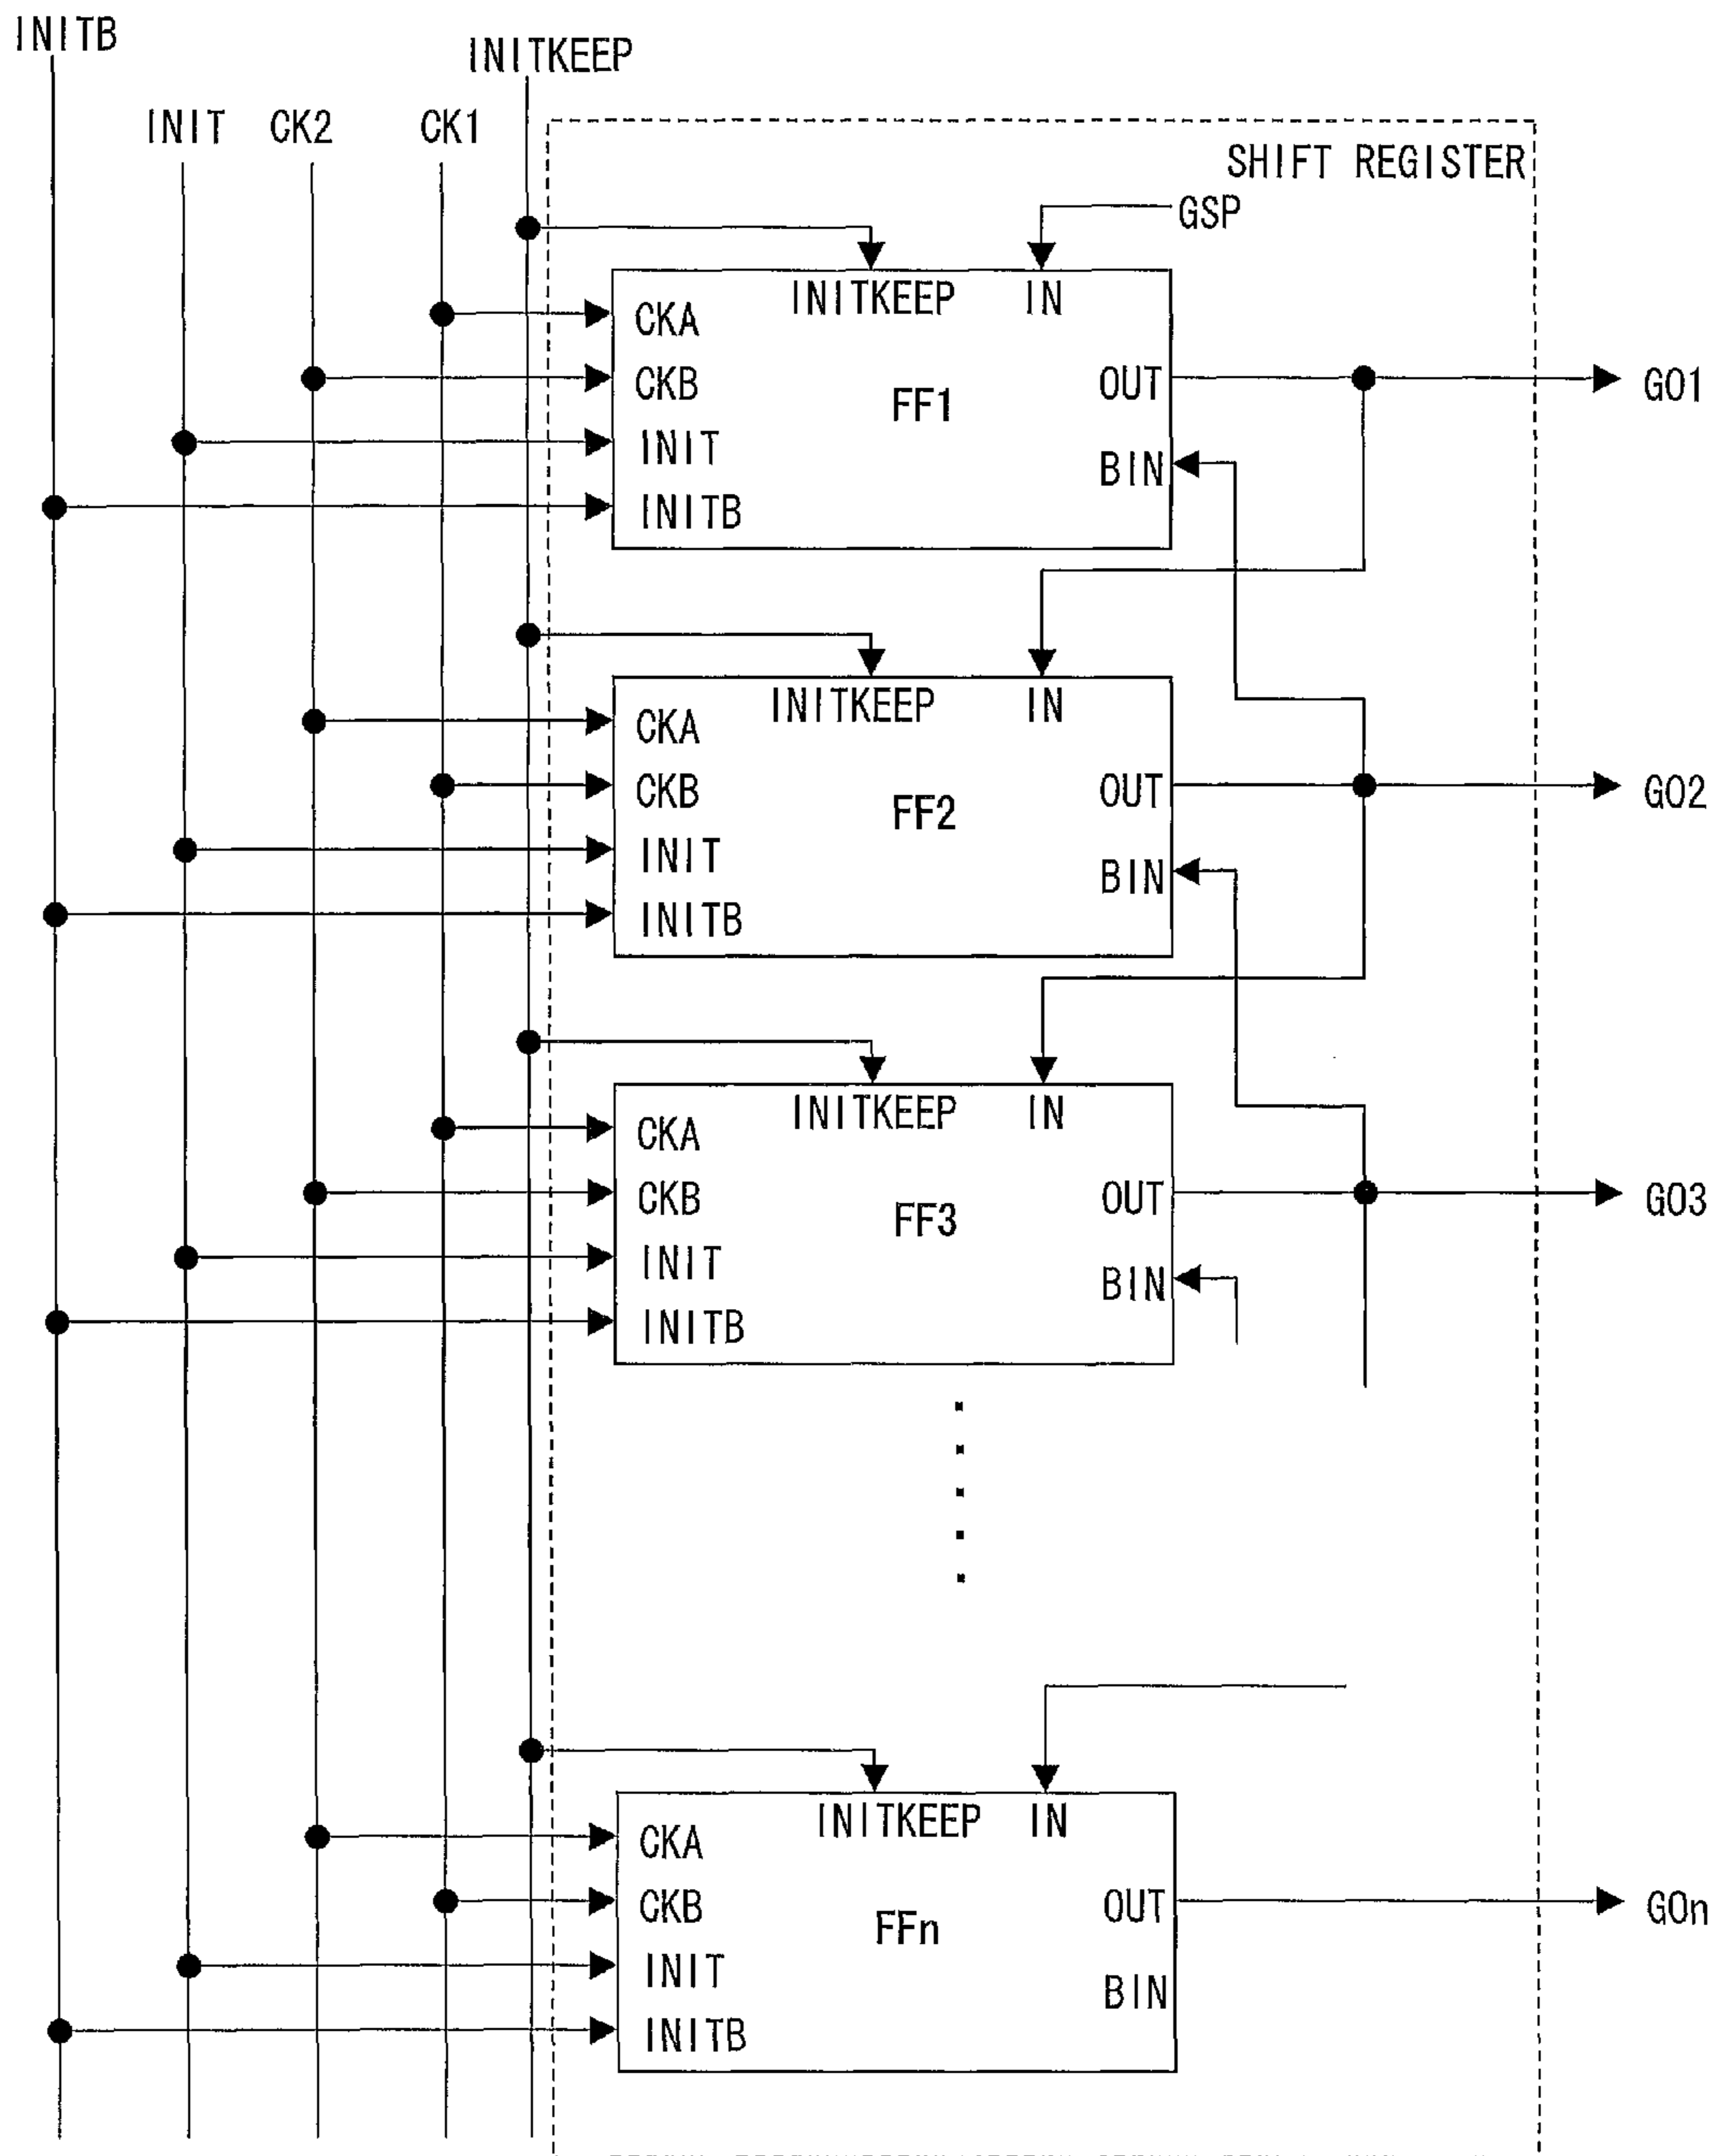 INITB
INITKEEP
INIT CK2 CK1
SHIFT REGISTER
GSP
INITKEEP IN
CKA
CKB
INIT
INITB
FF1
OUT
BIN
GO1
INITKEEP IN
CKA
CKB
INIT
INITB
FF2
OUT
BIN
GO2
INITKEEP IN
CKA
CKB
INIT
INITB
FF3
OUT
BIN
GO3
INITKEEP IN
CKA
CKB
INIT
INITB
FFn
OUT
BIN
GOn